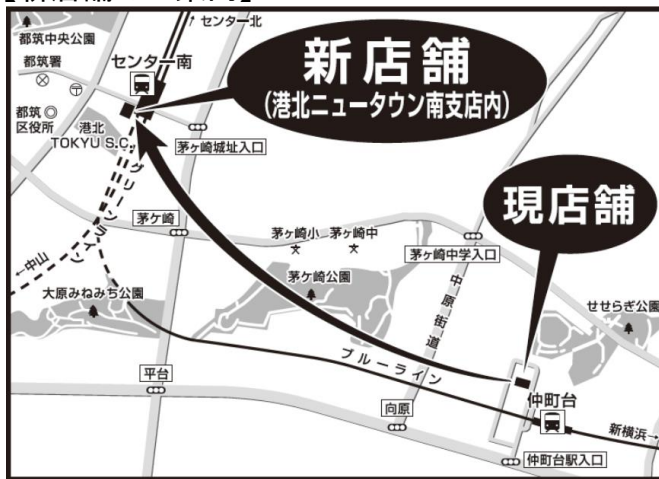 センター北
都筑中央公園
都筑署
センター南
新店舗
(港北ニュータウン南支店内)
都筑
区役所
港北
TOKYU S.C.
茅ヶ崎城址入口
グリーンライン
現店舗
茅ケ崎
茅ヶ崎小
茅ヶ崎中
茅ヶ崎中学入口
←中山
茅ケ崎公園
中原街道
大原みねみち公園
せせらぎ公園
ブルーライン
平台
仲町台
向原
新横浜→
仲町台駅入口